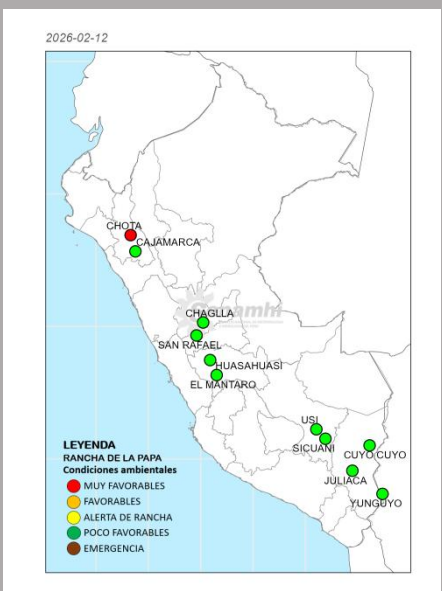 2026-02-12
CHOTA
CAJAMARCA
CHAGLLA
senamhi
SAN RAFAEL
HUASAHUASI
EL MANTARO
USI
SICUANI
CUYO CUYO
JULIACA
YUNGUYO
LEYENDA
RANCHA DE LA PAPA
Condiciones ambientales
MUY FAVORABLES
FAVORABLES
ALERTA DE RANCHA
POCO FAVORABLES
EMERGENCIA